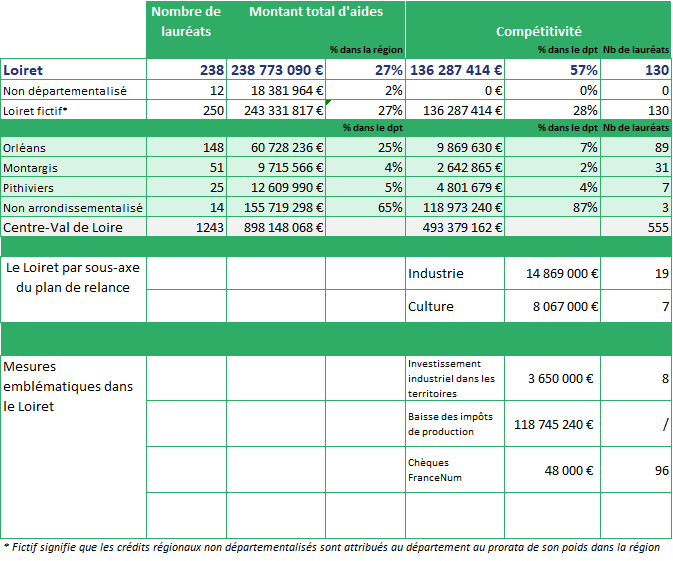 Nombre de lauréats Montant total d'aides
% dans la région Compétitivité
% dans le dpt Nb de lauréats
Loiret 238 238 773 090 € 27% 136 287 414 € 57% 130
Non départementalisé 12 18 381 964 € 2% 0 € 0% 0
Loiret fictif* 250 243 331 817 € 27% 136 287 414 € 28% 130
% dans le dpt % dans le dpt Nb de lauréats
Orléans 148 60 728 236 € 25% 9 869 630 € 7% 89
Montargis 51 9 715 566 € 4% 2 642 865 € 2% 31
Pithiviers 25 12 609 990 € 5% 4 801 679 € 4% 7
Non arrondissementalisé 14 155 719 298 € 65% 118 973 240 € 87% 3
Centre-Val de Loire 1243 898 148 068 € 493 379 162 € 555
Le Loiret par sous-axe
du plan de relance
Industrie 14 869 000 € 19
Culture 8 067 000 € 7
Mesures
emblématiques dans
le Loiret
Investissement
industriel dans les
territoires
3 650 000 € 8
Baisse des impôts
de production
118 745 240 € /
Chèques
FranceNum
48 000 € 96
* Fictif signifie que les crédits régionaux non départementalisés sont attribués au département au prorata de son poids dans la région